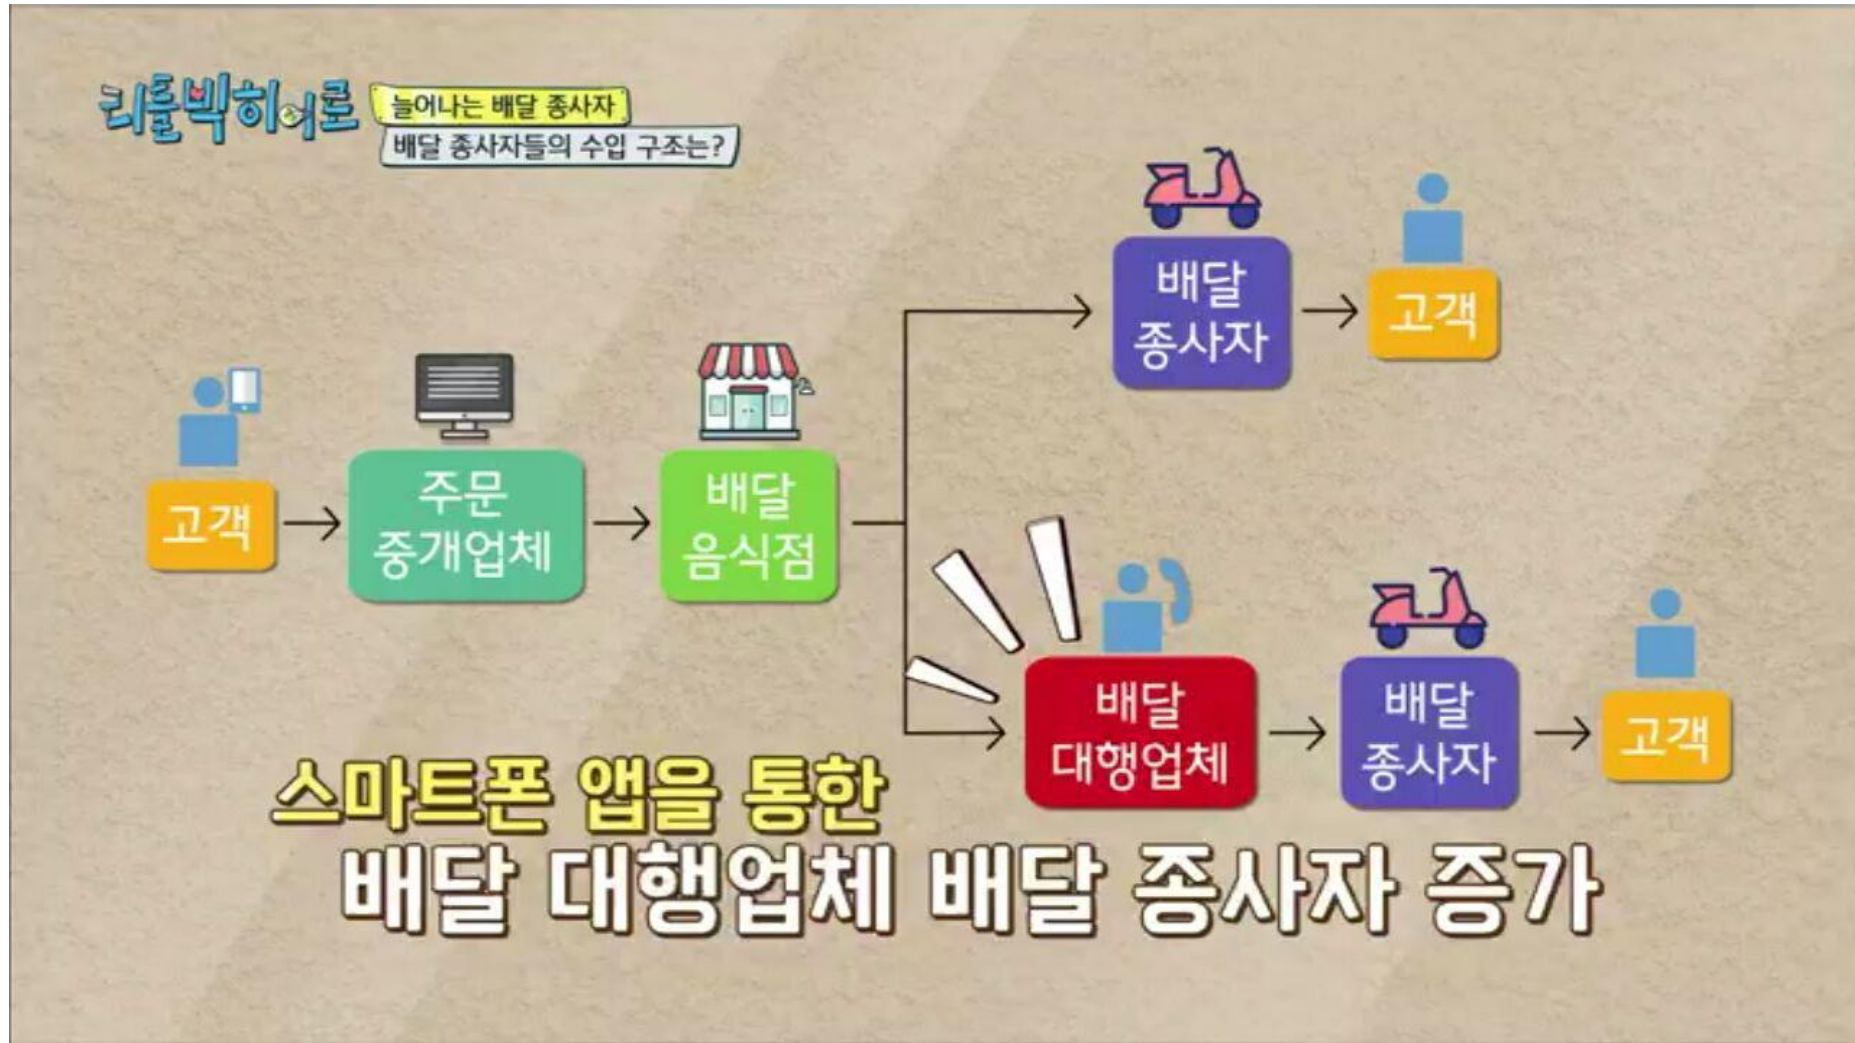 리틀빅히어로
늘어나는 배달 종사자
배달 종사자들의 수입 구조는?
고객
주문
중개업체
배달
음식점
배달
종사자
고객
배달
대행업체
배달
종사자
고객
스마트폰 앱을 통한
배달 대행업체 배달 종사자 증가